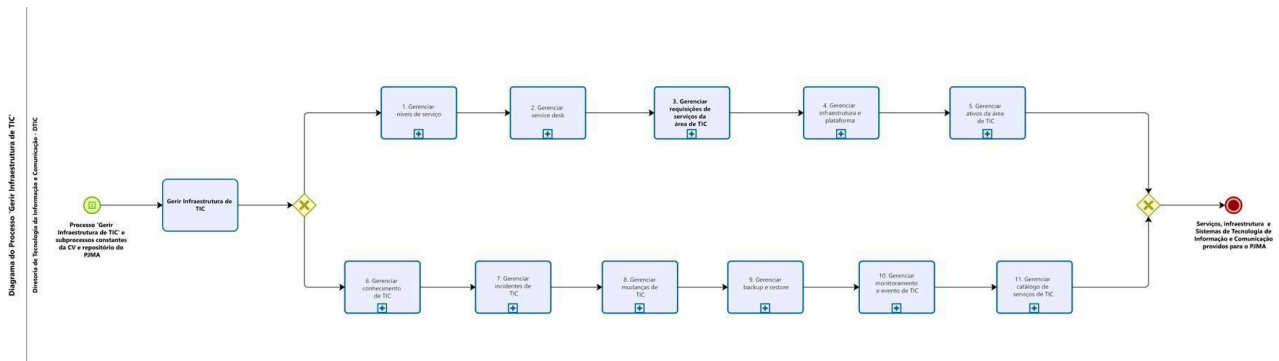 Diagrama do Processo 'Gerir Infraestrutura de TIC'
Diretoria de Tecnologia da Informação e Comunicação - DTIC
Processo 'Gerir
Infraestrutura de TIC' e
subprocessos constantes
da CV e repositório do
PJMA
Gerir Infraestrutura de
TIC
1. Gerenciar
níveis de serviço
2. Gerenciar
service desk
3. Gerenciar
requisições de
serviços da
área de TIC
4. Gerenciar
infraestrutura e
plataforma
5. Gerenciar
ativos da área
de TIC
6. Gerenciar
conhecimento
de TIC
7. Gerenciar
incidentes de
TIC
8. Gerenciar
mudanças de
TIC
9. Gerenciar
backup e restore
10. Gerenciar
monitoramento
e evento de TIC
11. Gerenciar
catálogo de
serviços de TIC
Serviços, infraestrutura e
Sistemas de Tecnologia de
Informação e Comunicação
providos para o PJMA